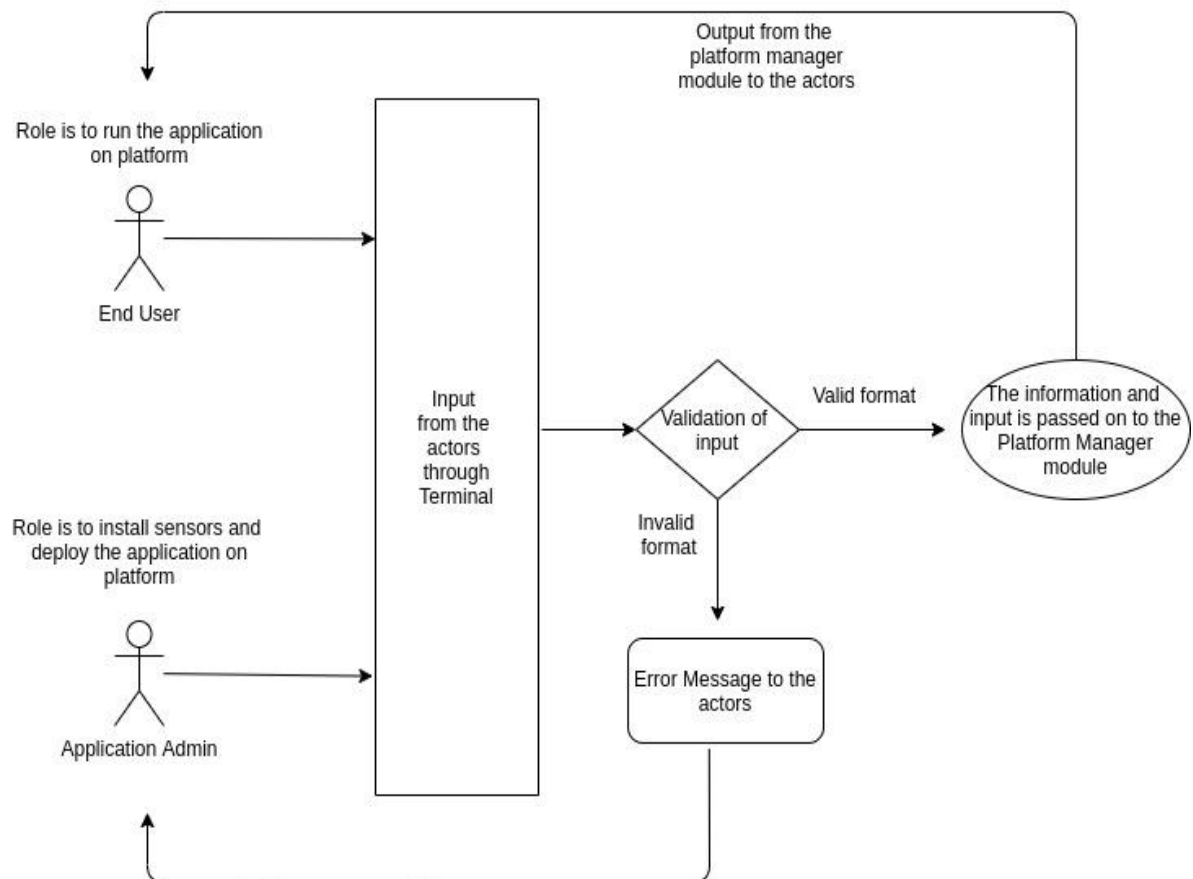 Output from the
platform manager
module to the actors
Role is to run the application
on platform
End User
Input
from the
actors
through
Terminal
Validation of
input
Valid format
The information and
input is passed on to the
Platform Manager
module
Invalid
format
Role is to install sensors and
deploy the application on
platform
Error Message to the
actors
Application Admin